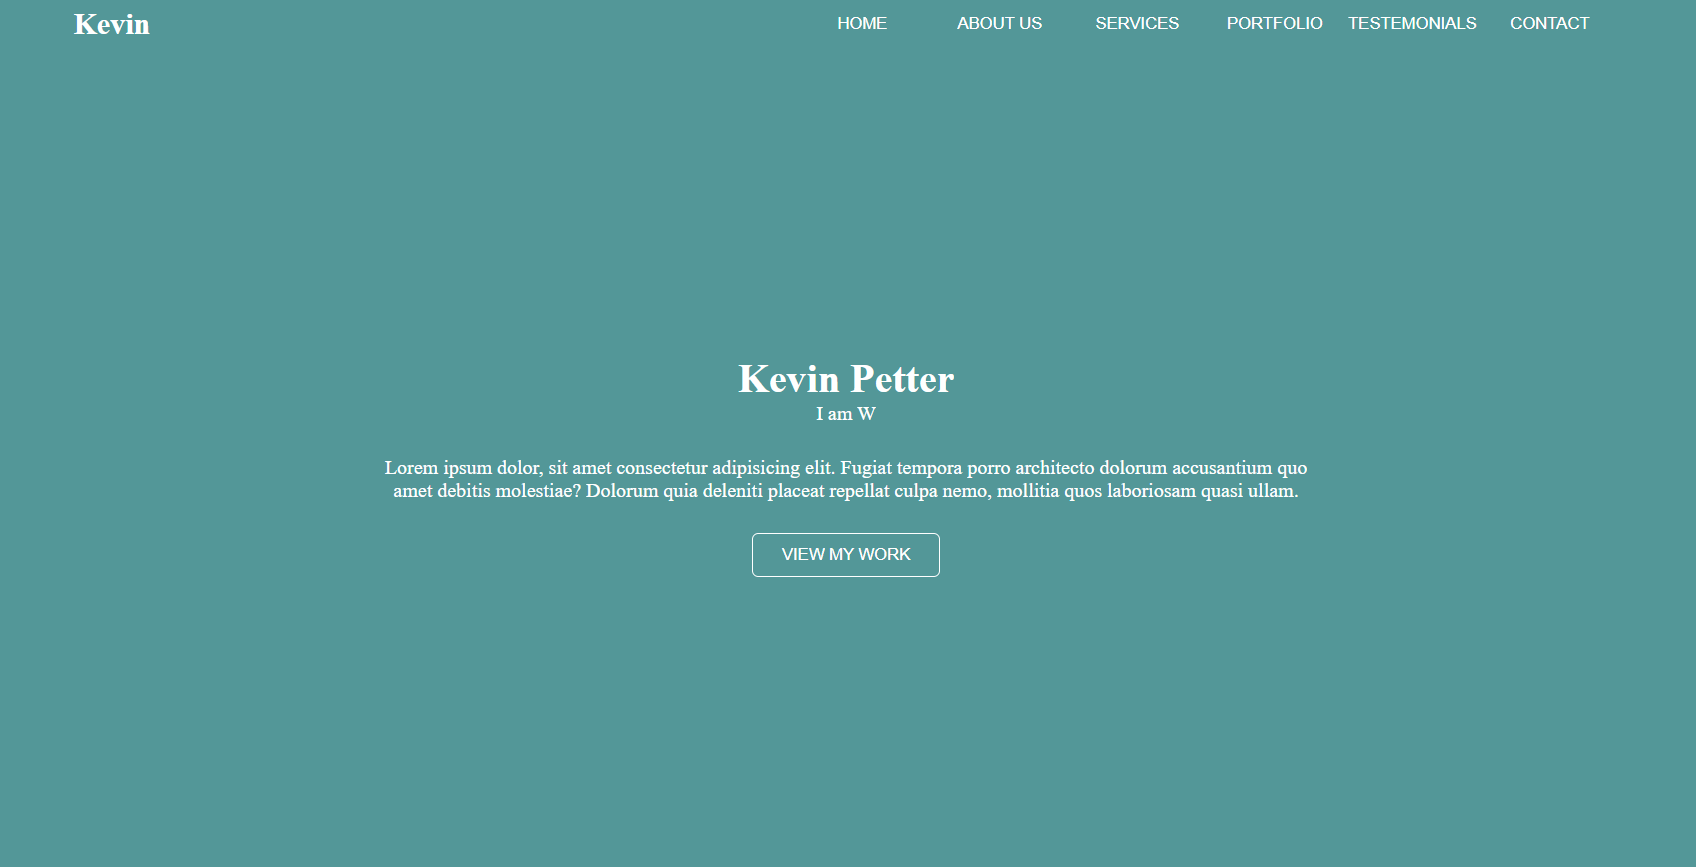 Kevin
HOME ABOUT US SERVICES PORTFOLIO TESTEMONIALS CONTACT
Kevin Petter
I am W
Lorem ipsum dolor, sit amet consectetur adipisicing elit. Fugiat tempora porro architecto dolorum accusantium quo
amet debitis molestiae? Dolorum quia deleniti placeat repellat culpa nemo, mollitia quos laboriosam quasi ullam.
VIEW MY WORK